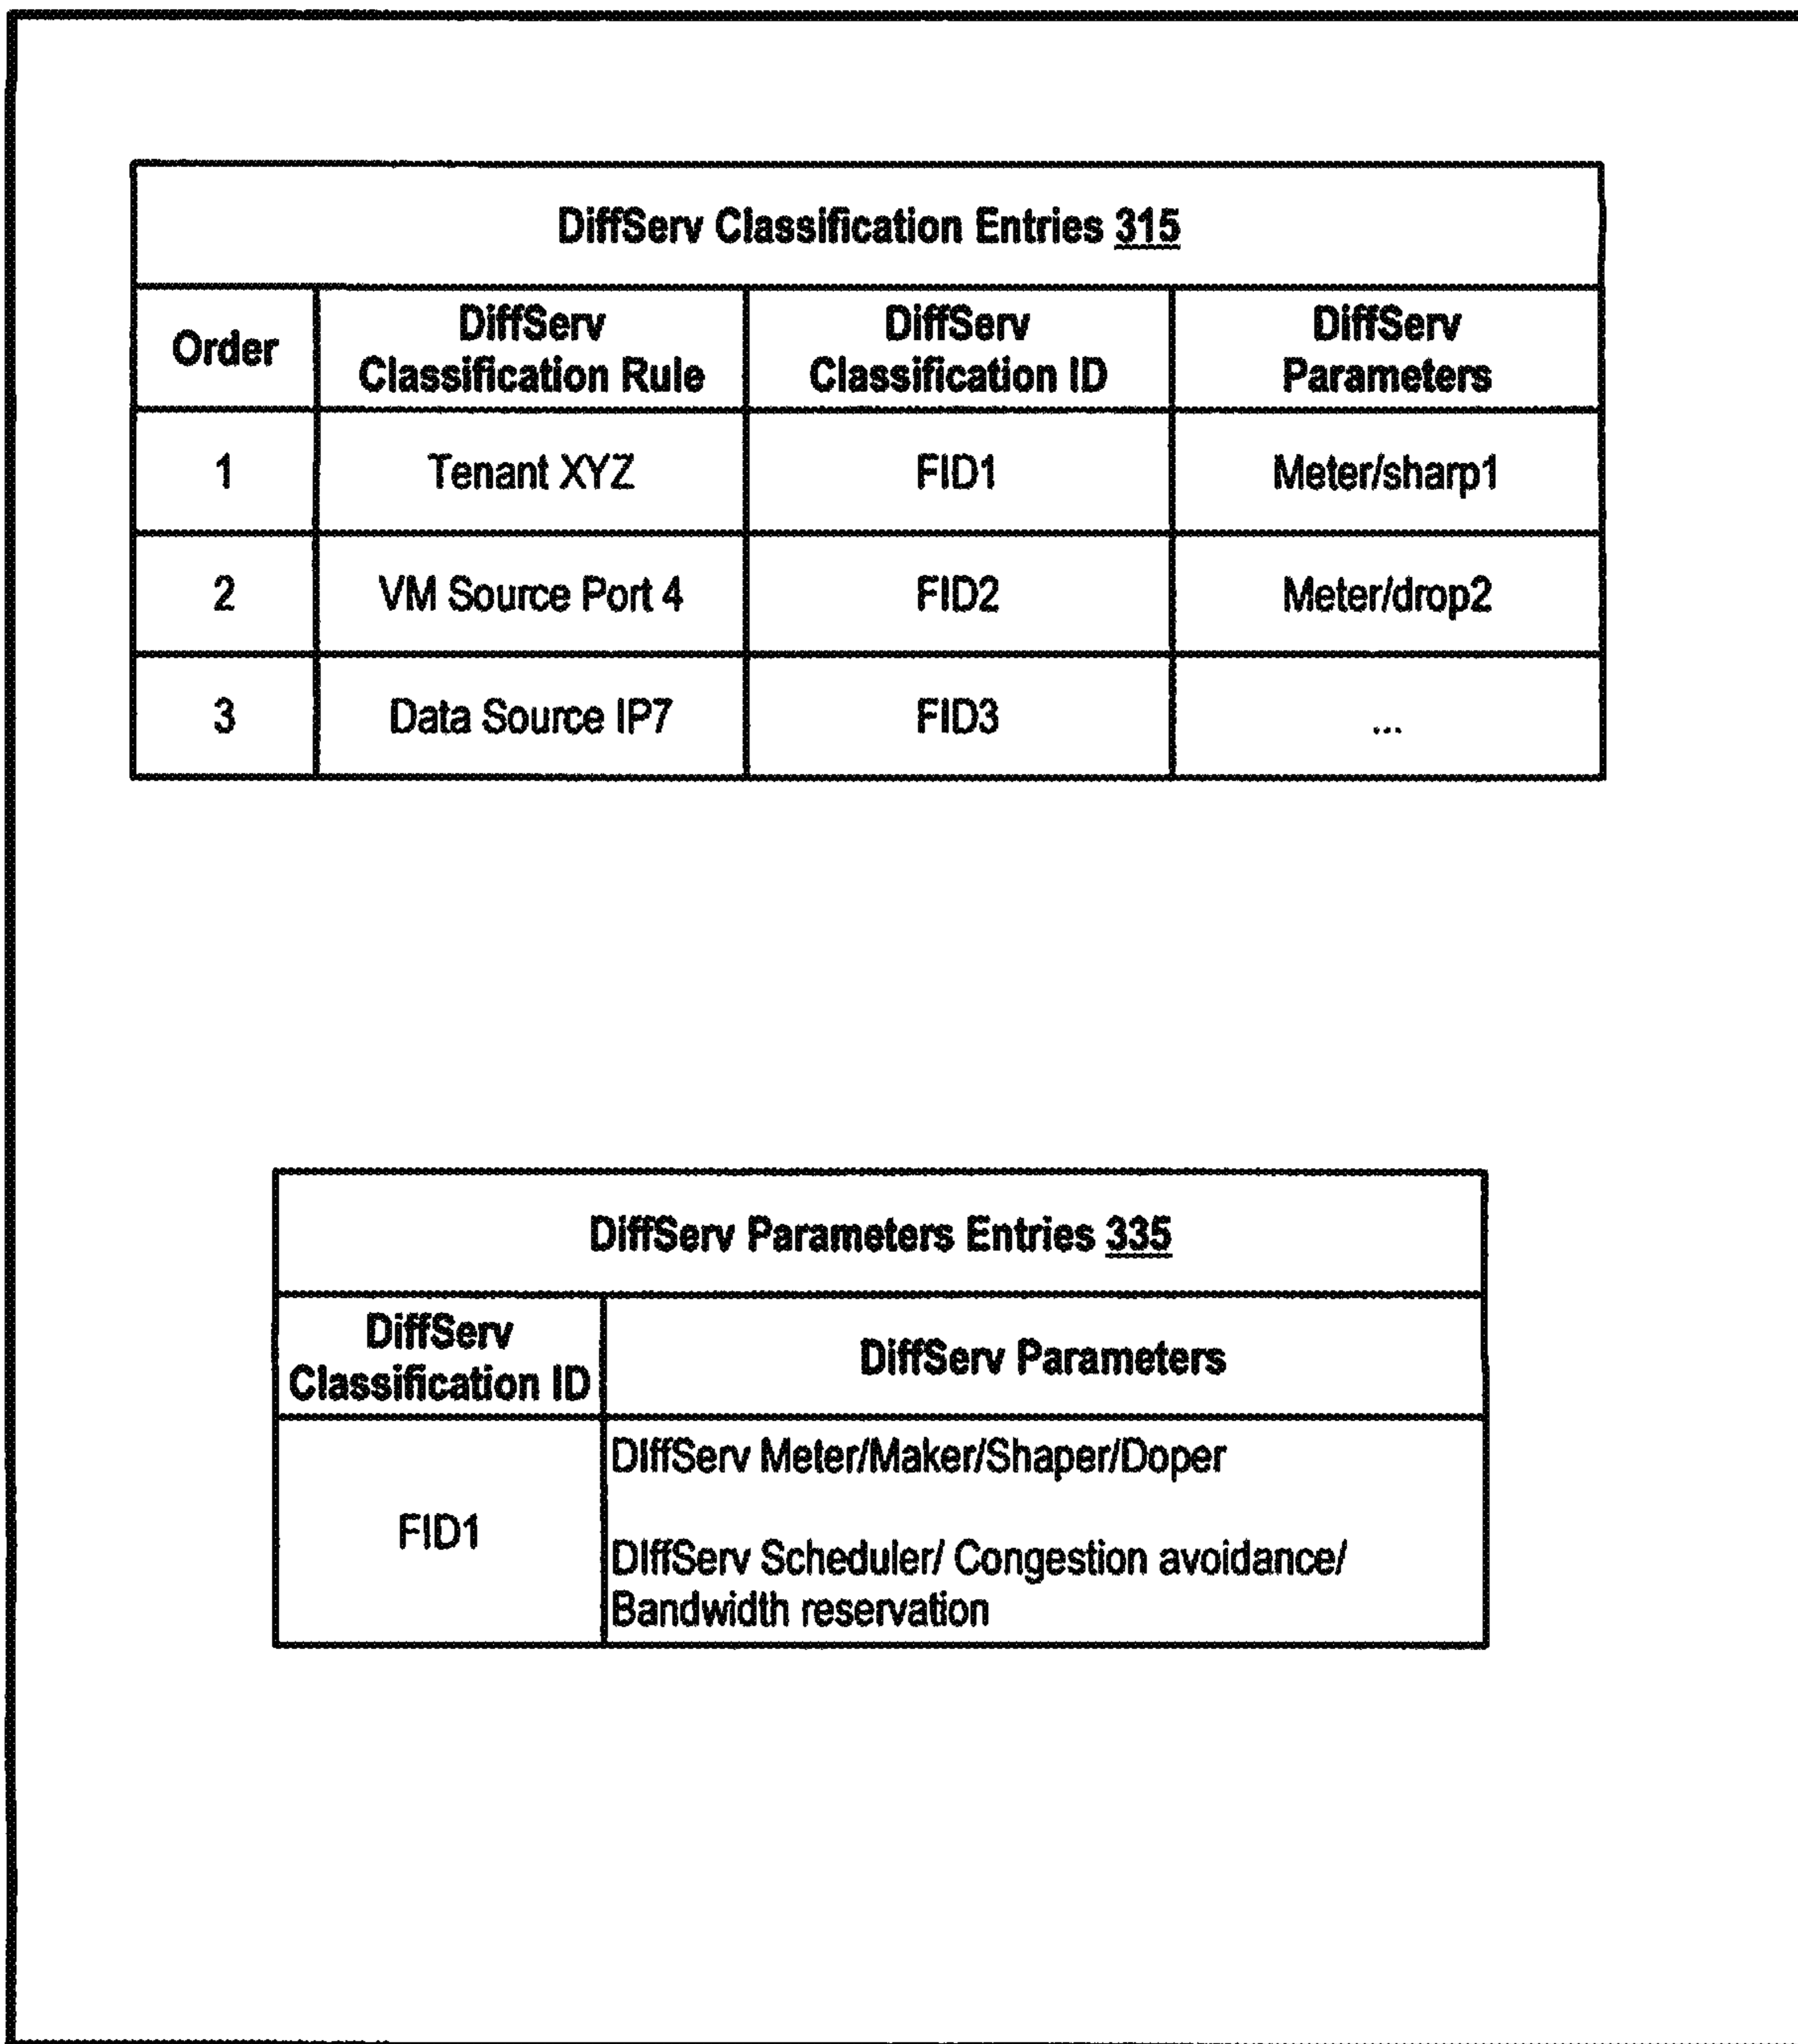 DiffServ Classification Entries 315
Order
DiffServ
Classification Rule
DiffServ
Classification ID
DiffServ
Parameters
1
Tenant XYZ
FID1
Meter/sharp1
2
VM Source Port 4
FID2
Meter/drop2
3
Data Source IP7
FID3
...
DiffServ Parameters Entries 335
DiffServ
Classification ID
DiffServ Parameters
FID1
DIffServ Meter/Maker/Shaper/Doper
DIffServ Scheduler/ Congestion avoidance/
Bandwidth reservation